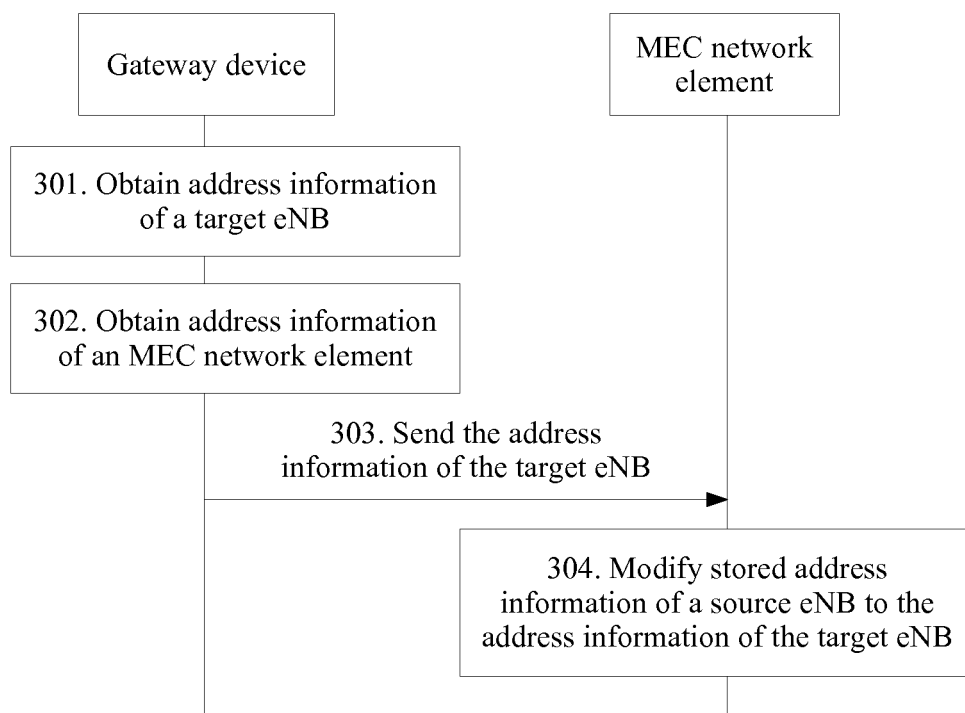 Gateway device
MEC network
element
301. Obtain address information
of a target eNB
302. Obtain address information
of an MEC network element
303. Send the address
information of the target eNB
304. Modify stored address
information of a source eNB to the
address information of the target eNB